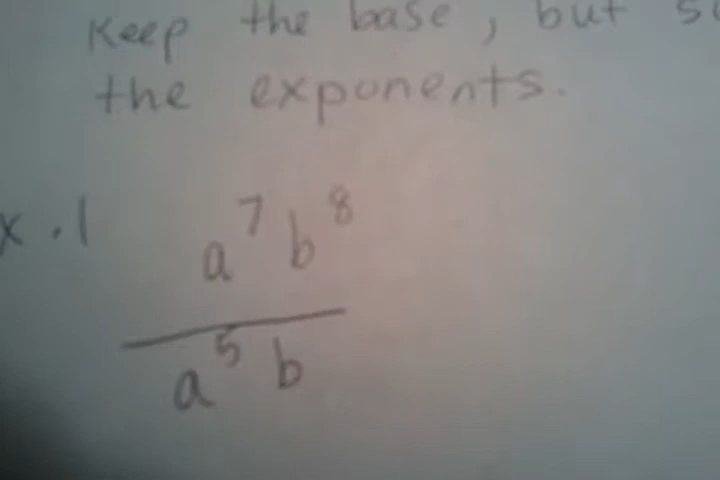 Keep the base, but
the exponents.
x.1 a⁷ b⁸
a⁵ b